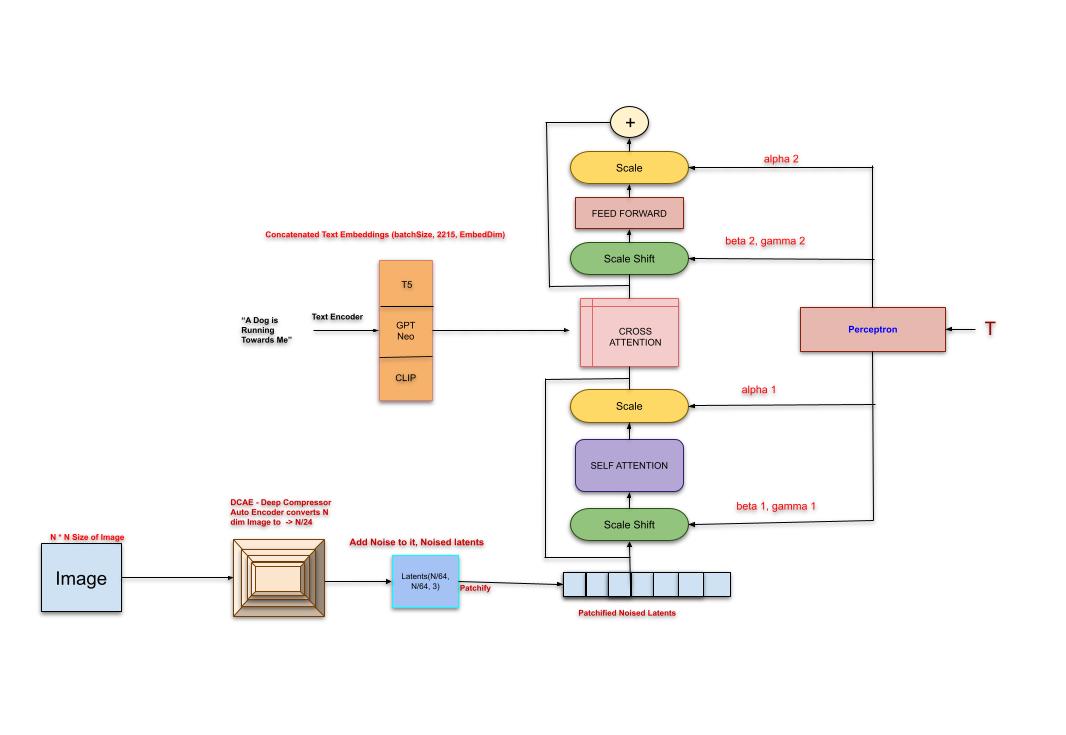 +
Scale
alpha 2
FEED FORWARD
Concatenated Text Embeddings (batchSize, 2215, EmbedDim)
beta 2, gamma 2
Scale Shift
T5
“A Dog is
Running
Towards Me”
Text Encoder
GPT
Neo
CROSS
ATTENTION
Perceptron
T
CLIP
alpha 1
Scale
SELF ATTENTION
DCAE - Deep Compressor
Auto Encoder converts N
dim Image to -> N/24
beta 1, gamma 1
Scale Shift
N * N Size of Image
Add Noise to it, Noised latents
Image
Latents(N/64,
N/64, 3)
Patchify
Patchified Noised Latents